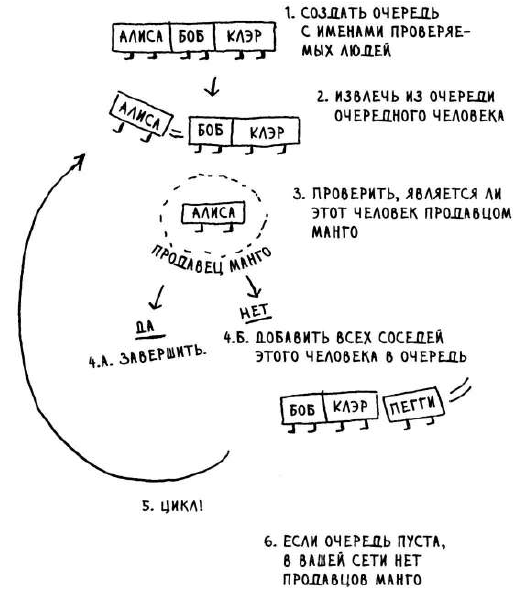 1. СОЗДАТЬ ОЧЕРЕДЬ
С ИМЕНАМИ ПРОВЕРЯЕ-
МЫХ ЛЮДЕЙ
АЛИСА БОБ КЛЭР
2. ИЗВЛЕЧЬ ИЗ ОЧЕРЕДИ
ОЧЕРЕДНОГО ЧЕЛОВЕКА
АЛИСА БОБ КЛЭР
3. ПРОВЕРИТЬ, ЯВЛЯЕТСЯ ЛИ
ЭТОТ ЧЕЛОВЕК ПРОДАВЦОМ
МАНГО
АЛИСА
ПРОДАВЕЦ МАНГО
ДА
4.А. ЗАВЕРШИТЬ.
НЕТ
4.Б. ДОБАВИТЬ ВСЕХ СОСЕДЕЙ
ЭТОГО ЧЕЛОВЕКА В ОЧЕРЕДЬ
БОБ КЛЭР ПЕГГИ
5. ЦИКЛ!
6. ЕСЛИ ОЧЕРЕДЬ ПУСТА,
В ВАШЕЙ СЕТИ НЕТ
ПРОДАВЦОВ МАНГО